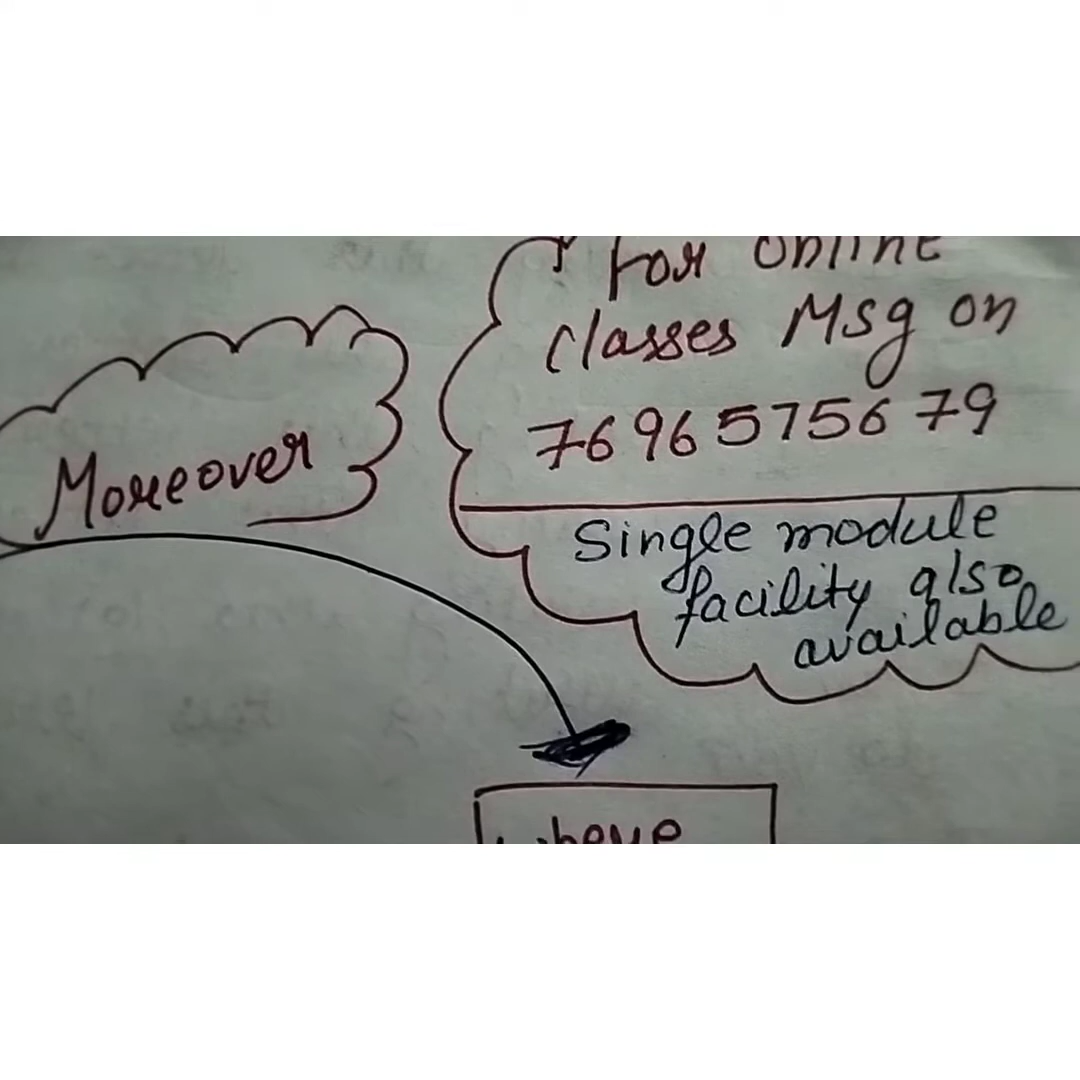 for online
classes Msg on
7696575679
Moreover
Single module
facility also
available